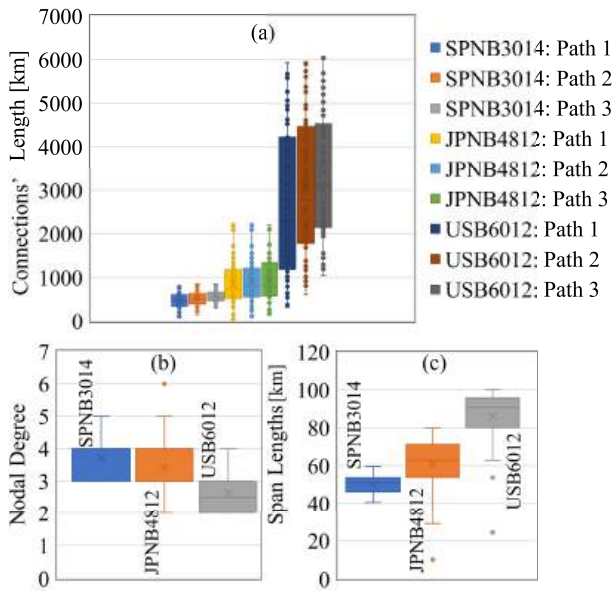 (a)
Connections' Length [km]
7000
6000
5000
4000
3000
2000
1000
0
SPNB3014: Path 1
SPNB3014: Path 2
SPNB3014: Path 3
JPNB4812: Path 1
JPNB4812: Path 2
JPNB4812: Path 3
USB6012: Path 1
USB6012: Path 2
USB6012: Path 3
(b)
Nodal Degree
7
6
5
4
3
2
1
0
SPNB3014
JPNB4812
USB6012
(c)
Span Lengths [km]
120
100
80
60
40
20
0
SPNB3014
JPNB4812
USB6012